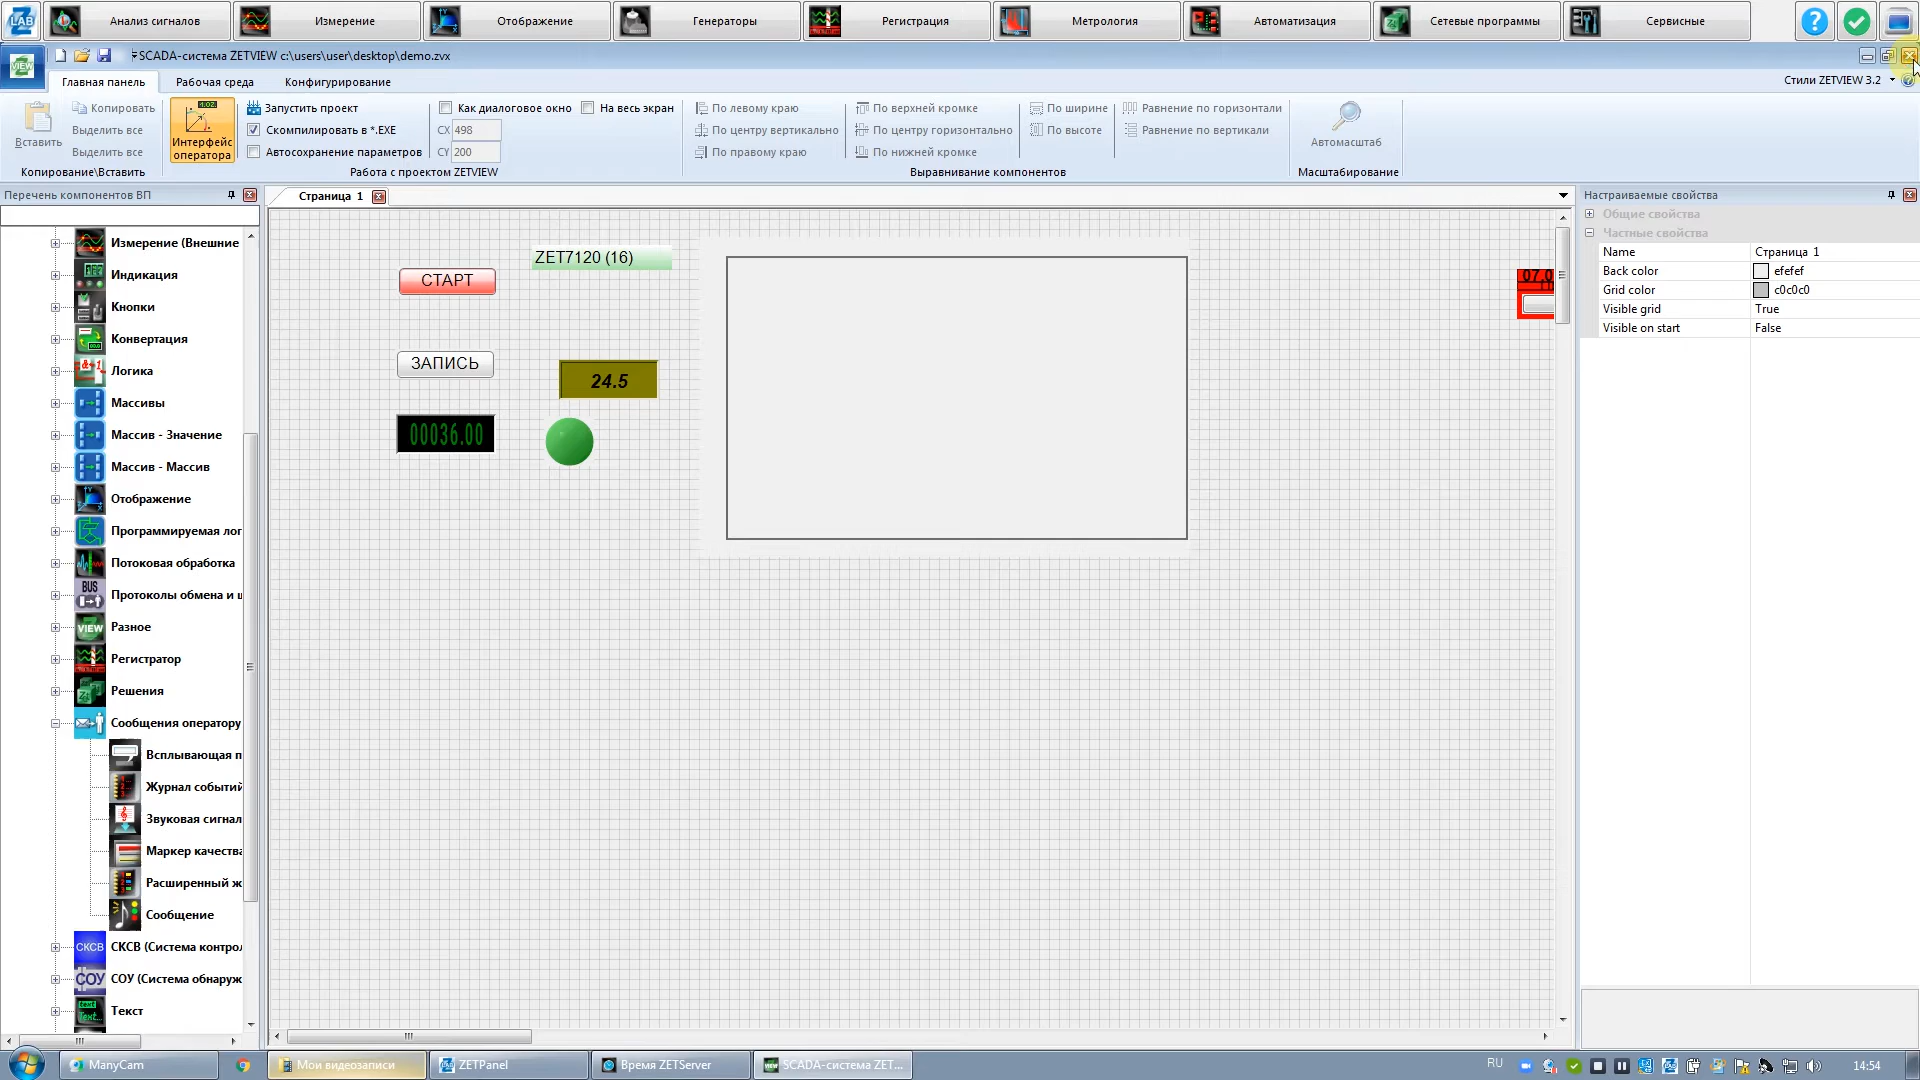 LAB
Анализ сигналов
Измерение
Отображение
Генераторы
Регистрация
Метрология
Автоматизация
Сетевые программы
Сервисные
VIEW
SCADA-система ZETVIEW c:\users\user\desktop\demo.zvx
Главная панель
Рабочая среда
Конфигурирование
Стили ZETVIEW 3.2
Вставить
Копировать
Выделить все
Выделить все
Копирование\Вставить
Интерфейс
оператора
Запустить проект
Скомпилировать в *.EXE
Автосохранение параметров
Как диалоговое окно
На весь экран
CX 498
CY 200
Работа с проектом ZETVIEW
По левому краю
По центру вертикально
По правому краю
По верхней кромке
По центру горизонтально
По нижней кромке
По ширине
По высоте
Равнение по горизонтали
Равнение по вертикали
Выравнивание компонентов
Автомасштаб
Масштабирование
Перечень компонентов ВП
Измерение (Внешние
Индикация
Кнопки
Конвертация
Логика
Массивы
Массив - Значение
Массив - Массив
Отображение
Программируемая лог
Потоковая обработка
BUS
Протоколы обмена и
VIEW
Разное
Регистратор
Решения
Сообщения оператору
Всплывающая п
Журнал событий
Звуковая сигнал
Маркер качества
Расширенный ж
Сообщение
СКСВ
СКСВ (Система контрол
СОУ
СОУ (Система обнаруж
Текст
Страница 1
СТАРТ
ZET7120 (16)
ЗАПИСЬ
24.5
00036.00
07.0
Настраиваемые свойства
Общие свойства
Частные свойства
Name Страница 1
Back color efefef
Grid color c0c0c0
Visible grid True
Visible on start False
ManyCam
Мои видеозаписи
ZETPanel
Время ZETServer
SCADA-система ZET...
RU
14:54